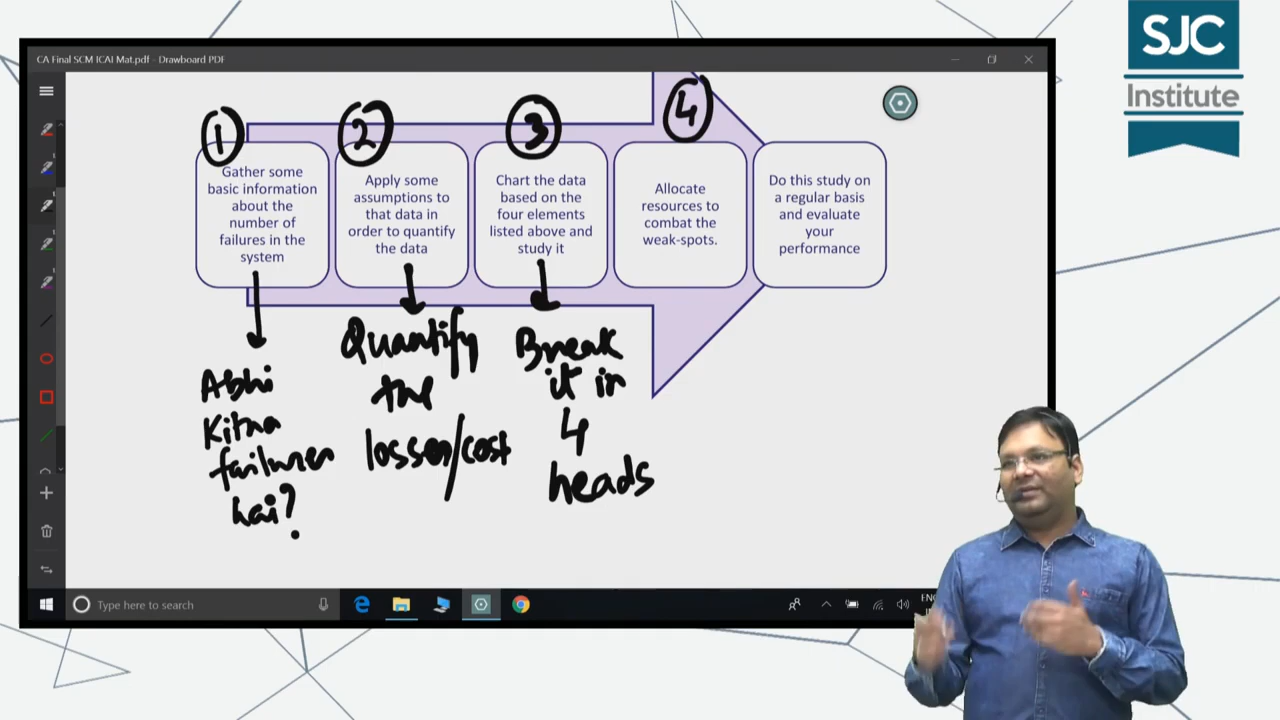 SJC
Institute
CA Final SCM ICAI Mat.pdf - Drawboard PDF
1
2
3
4
Gather some
basic information
about the
number of
failures in the
system
Apply some
assumptions to
that data in
order to quantify
the data
Chart the data
based on the
four elements
listed above and
study it
Allocate
resources to
combat the
weak-spots.
Do this study on
a regular basis
and evaluate
your
performance
Abhi
Kitna
failures
hai?
Quantify
the
losses/cost
Break
it in
4
heads
Type here to search
ENG